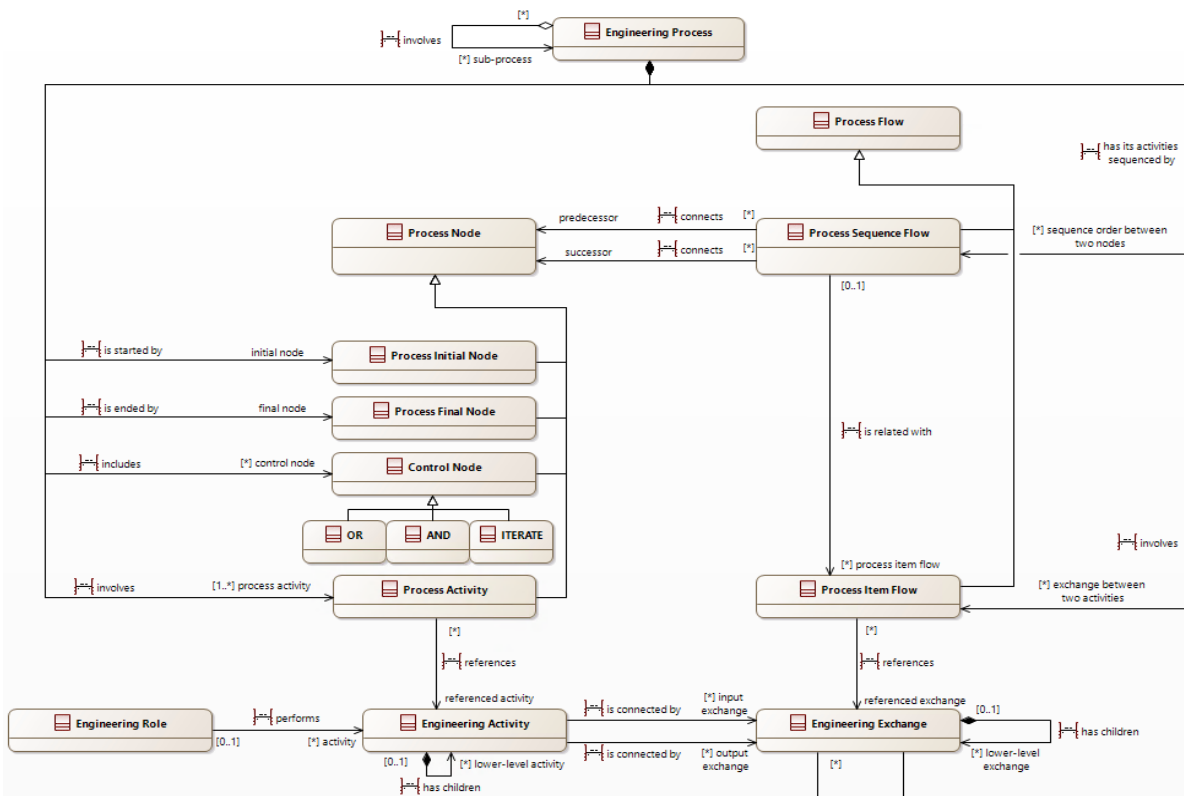 [*]
Engineering Process
involves
[*] sub-process
Process Flow
has its activities
sequenced by
predecessor
connects
[*]
Process Node
Process Sequence Flow
[*] sequence order between
two nodes
successor
connects
[*]
[0..1]
is started by
initial node
Process Initial Node
is ended by
final node
Process Final Node
is related with
includes
[*] control node
Control Node
OR
AND
ITERATE
involves
[*] process item flow
involves
[1..*] process activity
Process Activity
Process Item Flow
[*] exchange between
two activities
[*]
[*]
references
references
referenced activity
referenced exchange
Engineering Role
performs
[0..1]
[*] activity
Engineering Activity
is connected by
[*] input
exchange
Engineering Exchange
[0..1]
has children
is connected by
[*] output
exchange
[*] lower-level
exchange
[0..1]
[*] lower-level activity
has children
[*]